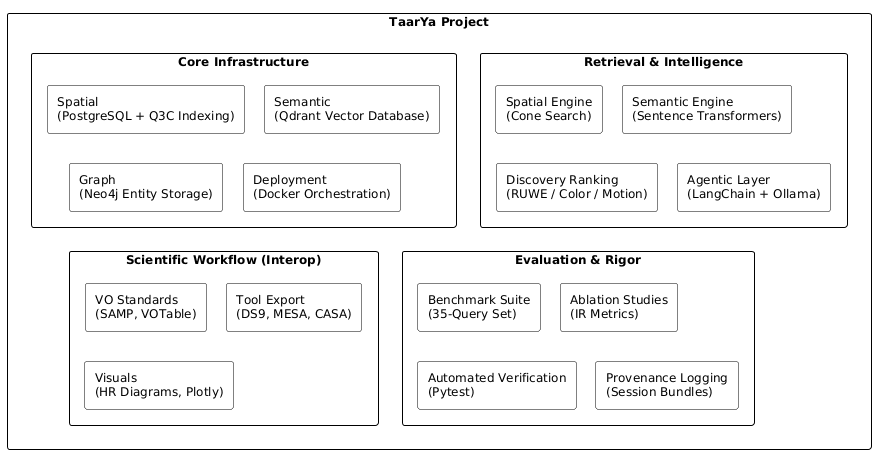 TaarYa Project
Core Infrastructure
Spatial
(PostgreSQL + Q3C Indexing)
Semantic
(Qdrant Vector Database)
Graph
(Neo4j Entity Storage)
Deployment
(Docker Orchestration)
Retrieval & Intelligence
Spatial Engine
(Cone Search)
Semantic Engine
(Sentence Transformers)
Discovery Ranking
(RUWE / Color / Motion)
Agentic Layer
(LangChain + Ollama)
Scientific Workflow (Interop)
VO Standards
(SAMP, VOTable)
Tool Export
(DS9, MESA, CASA)
Visuals
(HR Diagrams, Plotly)
Evaluation & Rigor
Benchmark Suite
(35-Query Set)
Ablation Studies
(IR Metrics)
Automated Verification
(Pytest)
Provenance Logging
(Session Bundles)